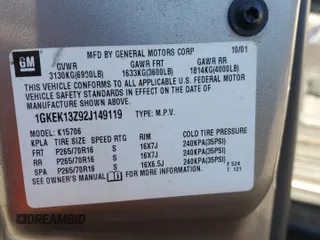 GM
MFD BY GENERAL MOTORS CORP 10/01
GVWR GAWR FRT GAWR RR
3130KG(6900LB) 1633KG(3600LB) 1814KG(4000LB)
THIS VEHICLE CONFORMS TO ALL APPLICABLE U.S. FEDERAL MOTOR
VEHICLE SAFETY STANDARDS IN EFFECT ON THE DATE OF
MANUFACTURE SHOWN ABOVE.
1GKEK13Z92J149119 TYPE: M.P.V.
MODEL: K15706
KPLA TIRE SIZE SPEED RTG RIM COLD TIRE PRESSURE
FRT P265/70R16 S 16X7J 240KPA(35PSI)
RR P265/70R16 S 16X7J 240KPA(35PSI)
SPA P265/70R16 S 16X6.5J 240KPA(35PSI)
SEE OWNER'S MANUAL FOR ADDITIONAL INFORMATION
F 52A
T 121
DREAMBID